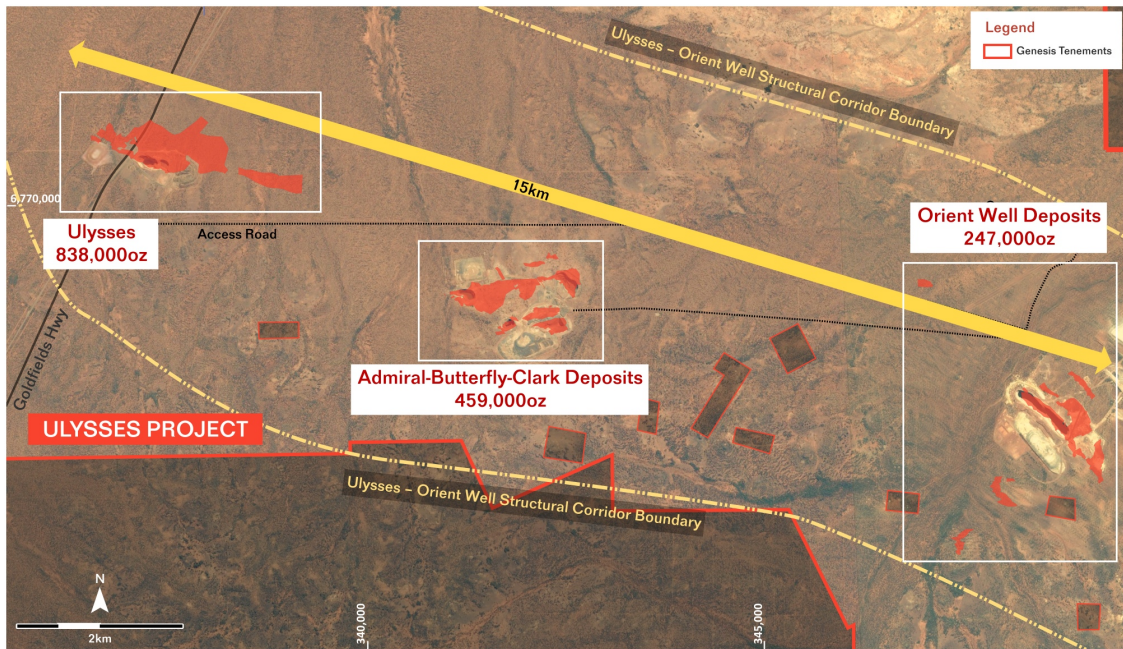 Legend
Genesis Tenements
Ulysses – Orient Well Structural Corridor Boundary
15km
6,770,000
Ulysses
838,000oz
Access Road
Orient Well Deposits
247,000oz
Goldfields Hwy
Admiral-Butterfly-Clark Deposits
459,000oz
ULYSSES PROJECT
Ulysses – Orient Well Structural Corridor Boundary
N
2km
340,000
345,000